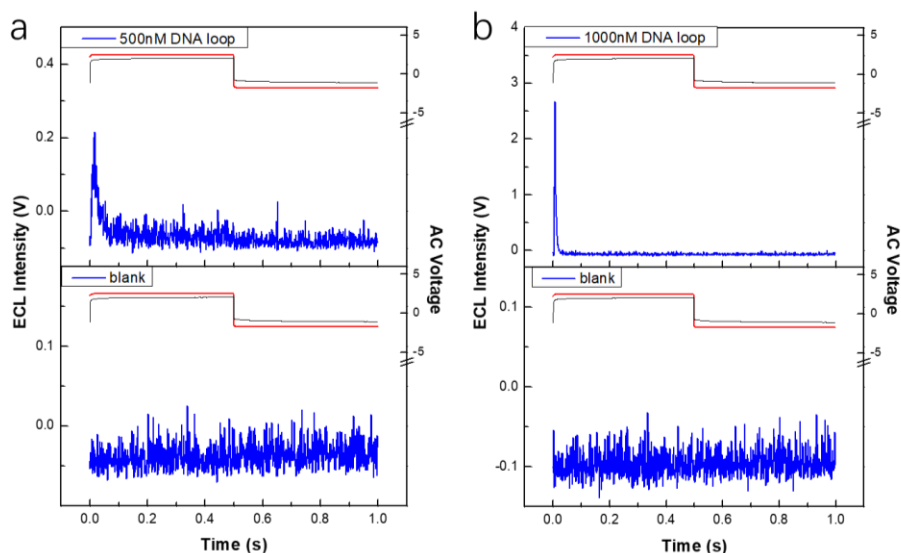 a
500nM DNA loop
0.4
0.2
0.0
5
0
-5
blank
0.1
0.0
5
0
-5
ECL Intensity (V)
AC Voltage
0.0 0.2 0.4 0.6 0.8 1.0
Time (s)
b
1000nM DNA loop
4
3
2
1
0
5
0
-5
blank
0.1
0.0
-0.1
5
0
-5
ECL Intensity (V)
AC Voltage
0.0 0.2 0.4 0.6 0.8 1.0
Time (s)